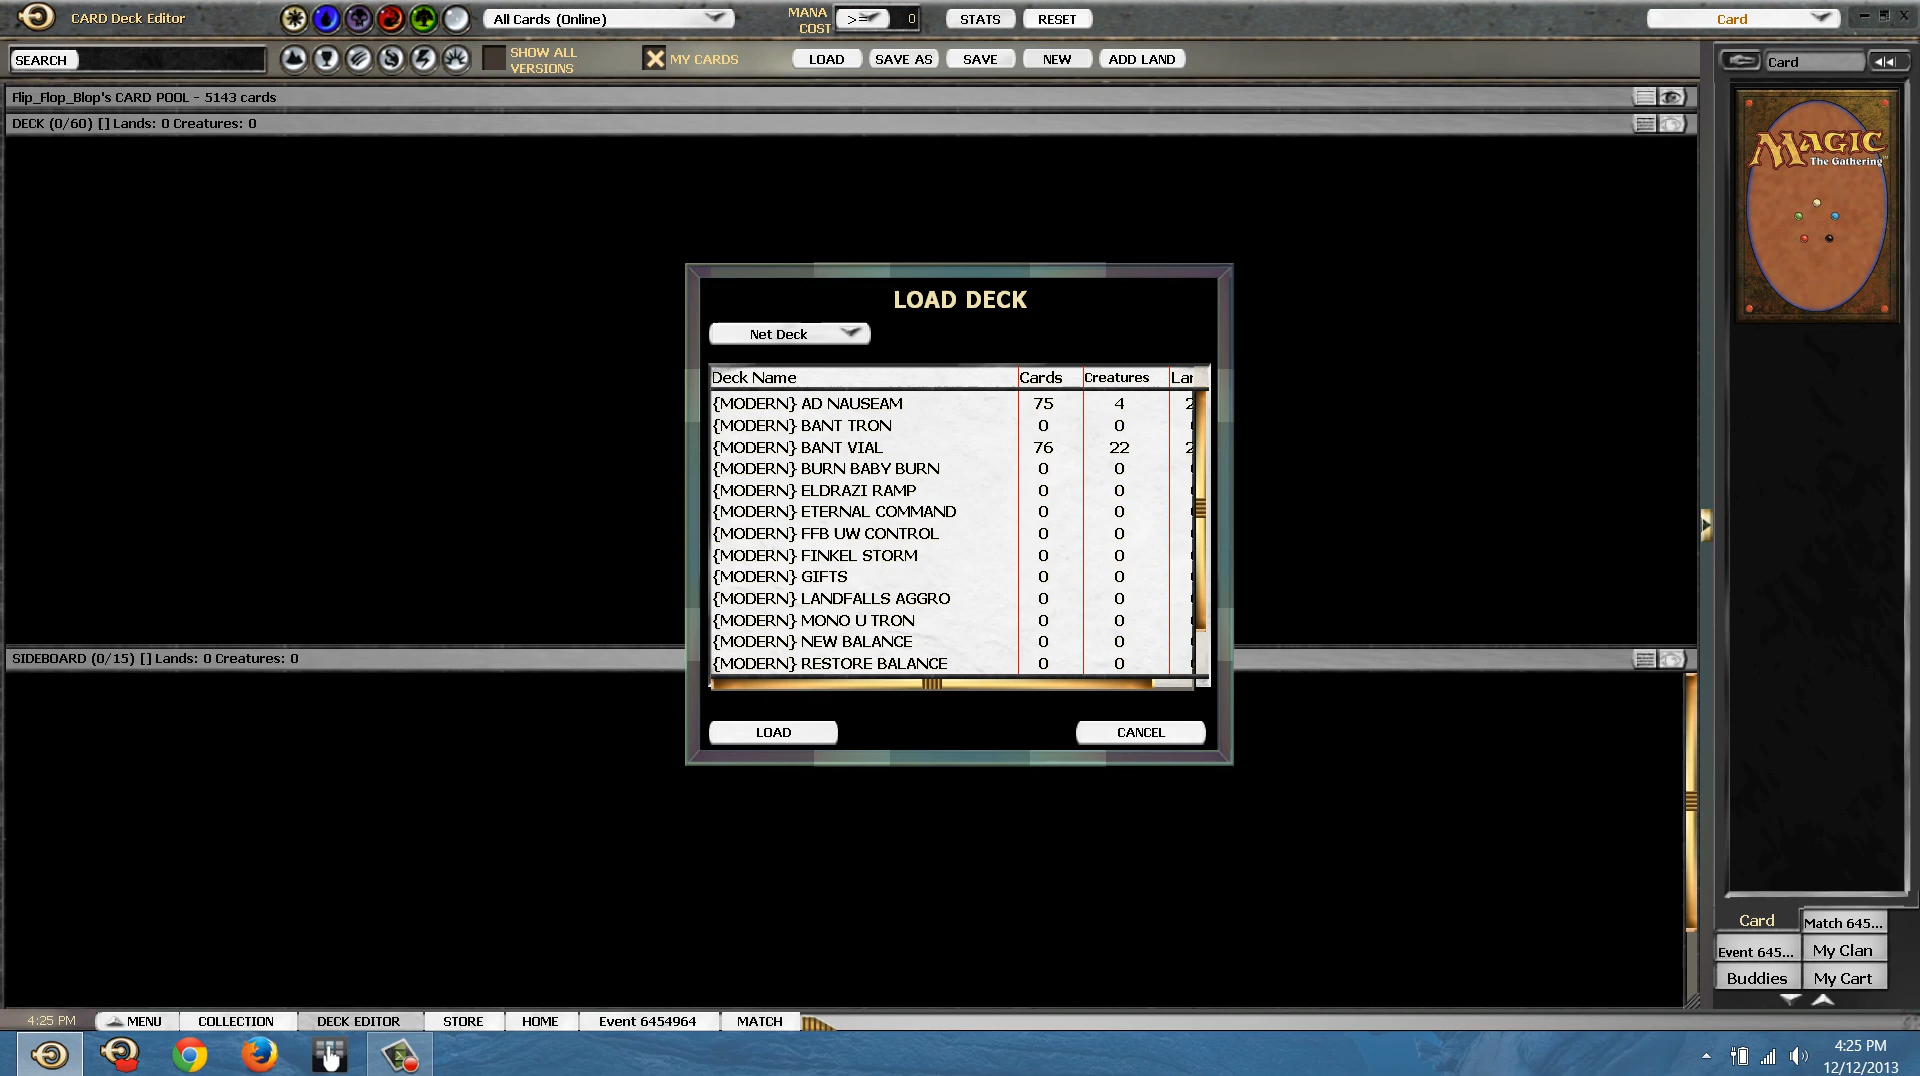 CARD Deck Editor
All Cards (Online)
MANA COST >= 0
STATS
RESET
Card
SEARCH
SHOW ALL VERSIONS
MY CARDS
LOAD
SAVE AS
SAVE
NEW
ADD LAND
Card
Flip_Flop_Blop's CARD POOL - 5143 cards
DECK (0/60) [] Lands: 0 Creatures: 0
MAGIC
The Gathering
LOAD DECK
Net Deck
Deck Name Cards Creatures Lan
{MODERN} AD NAUSEAM 75 4 2
{MODERN} BANT TRON 0 0
{MODERN} BANT VIAL 76 22 2
{MODERN} BURN BABY BURN 0 0
{MODERN} ELDRAZI RAMP 0 0
{MODERN} ETERNAL COMMAND 0 0
{MODERN} FFB UW CONTROL 0 0
{MODERN} FINKEL STORM 0 0
{MODERN} GIFTS 0 0
{MODERN} LANDFALLS AGGRO 0 0
{MODERN} MONO U TRON 0 0
{MODERN} NEW BALANCE 0 0
{MODERN} RESTORE BALANCE 0 0
SIDEBOARD (0/15) [] Lands: 0 Creatures: 0
LOAD
CANCEL
Card
Match 645...
Event 645...
My Clan
Buddies
My Cart
4:25 PM
MENU
COLLECTION
DECK EDITOR
STORE
HOME
Event 6454964
MATCH
4:25 PM
12/12/2013